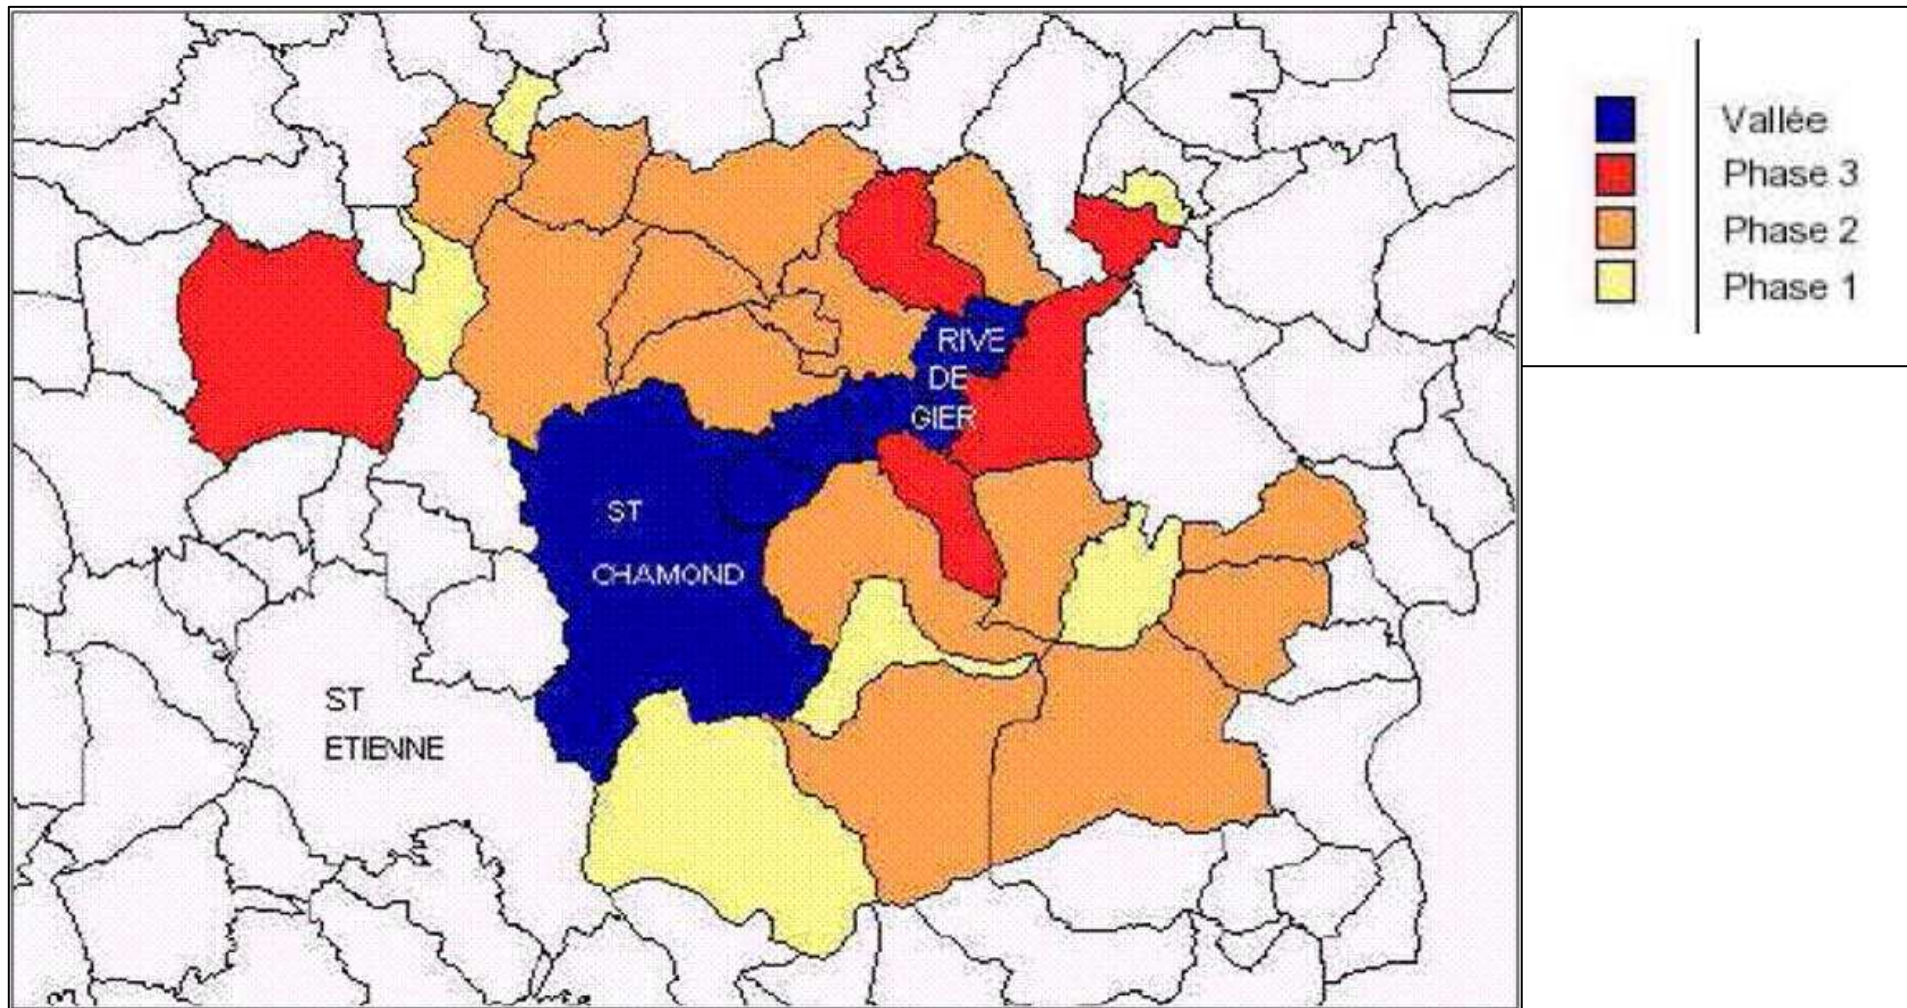 RIVE
DE
GIER
ST
CHAMOND
ST
ETIENNE
Vallée
Phase 3
Phase 2
Phase 1